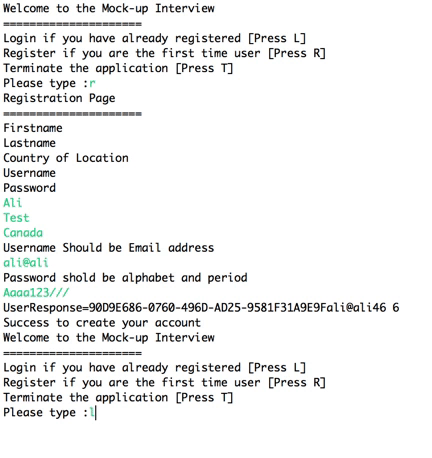 Welcome to the Mock-up Interview
=====================
Login if you have already registered [Press L]
Register if you are the first time user [Press R]
Terminate the application [Press T]
Please type :r
Registration Page
=====================
Firstname
Lastname
Country of Location
Username
Password
Ali
Test
Canada
Username Should be Email address
ali@ali
Password shold be alphabet and period
Aaaa123///
UserResponse=90D9E686-0760-496D-AD25-9581F31A9E9Fali@ali46 6
Success to create your account
Welcome to the Mock-up Interview
=====================
Login if you have already registered [Press L]
Register if you are the first time user [Press R]
Terminate the application [Press T]
Please type :l